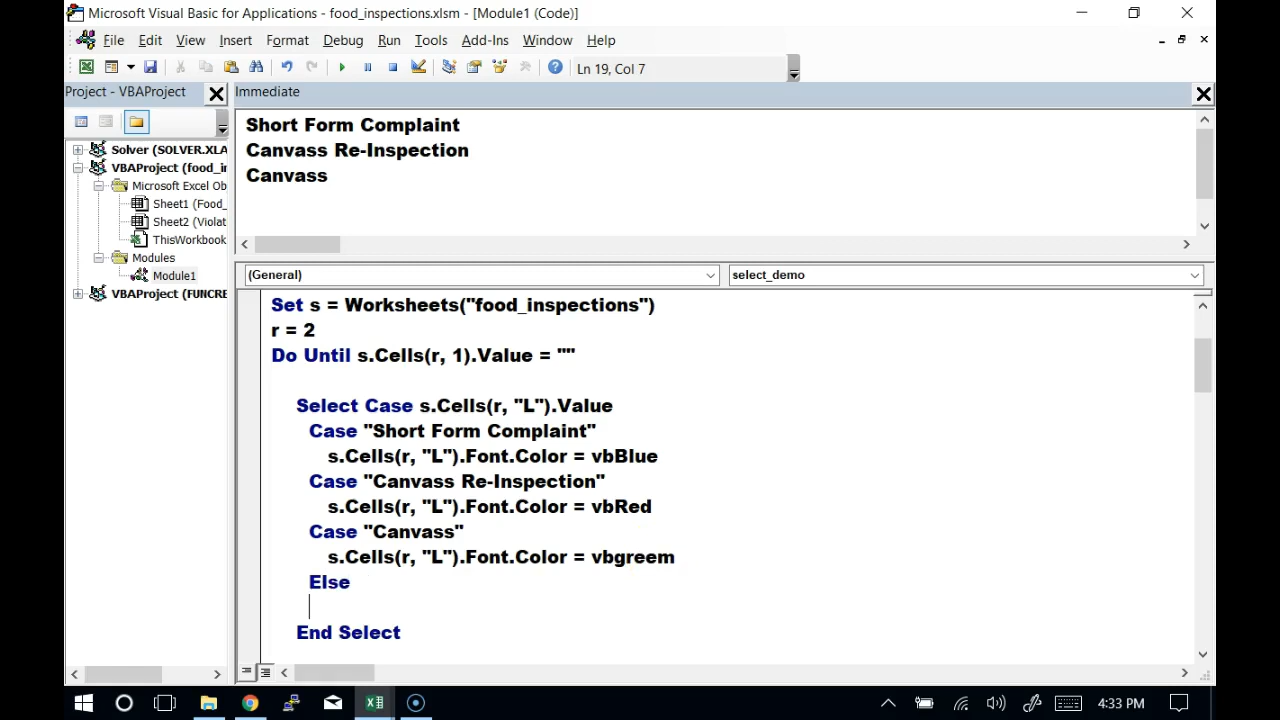 Microsoft Visual Basic for Applications - food_inspections.xlsm - [Module1 (Code)]
File Edit View Insert Format Debug Run Tools Add-Ins Window Help
Ln 19, Col 7
Project - VBAProject
Immediate
Solver (SOLVER.XLA
VBAProject (food_ir
Microsoft Excel Ob
Sheet1 (Food_
Sheet2 (Violat
ThisWorkbook
Modules
Module1
VBAProject (FUNCRE
Short Form Complaint
Canvass Re-Inspection
Canvass
(General) select_demo
Set s = Worksheets("food_inspections")
r = 2
Do Until s.Cells(r, 1).Value = ""
Select Case s.Cells(r, "L").Value
Case "Short Form Complaint"
s.Cells(r, "L").Font.Color = vbBlue
Case "Canvass Re-Inspection"
s.Cells(r, "L").Font.Color = vbRed
Case "Canvass"
s.Cells(r, "L").Font.Color = vbgreem
Else
End Select
4:33 PM